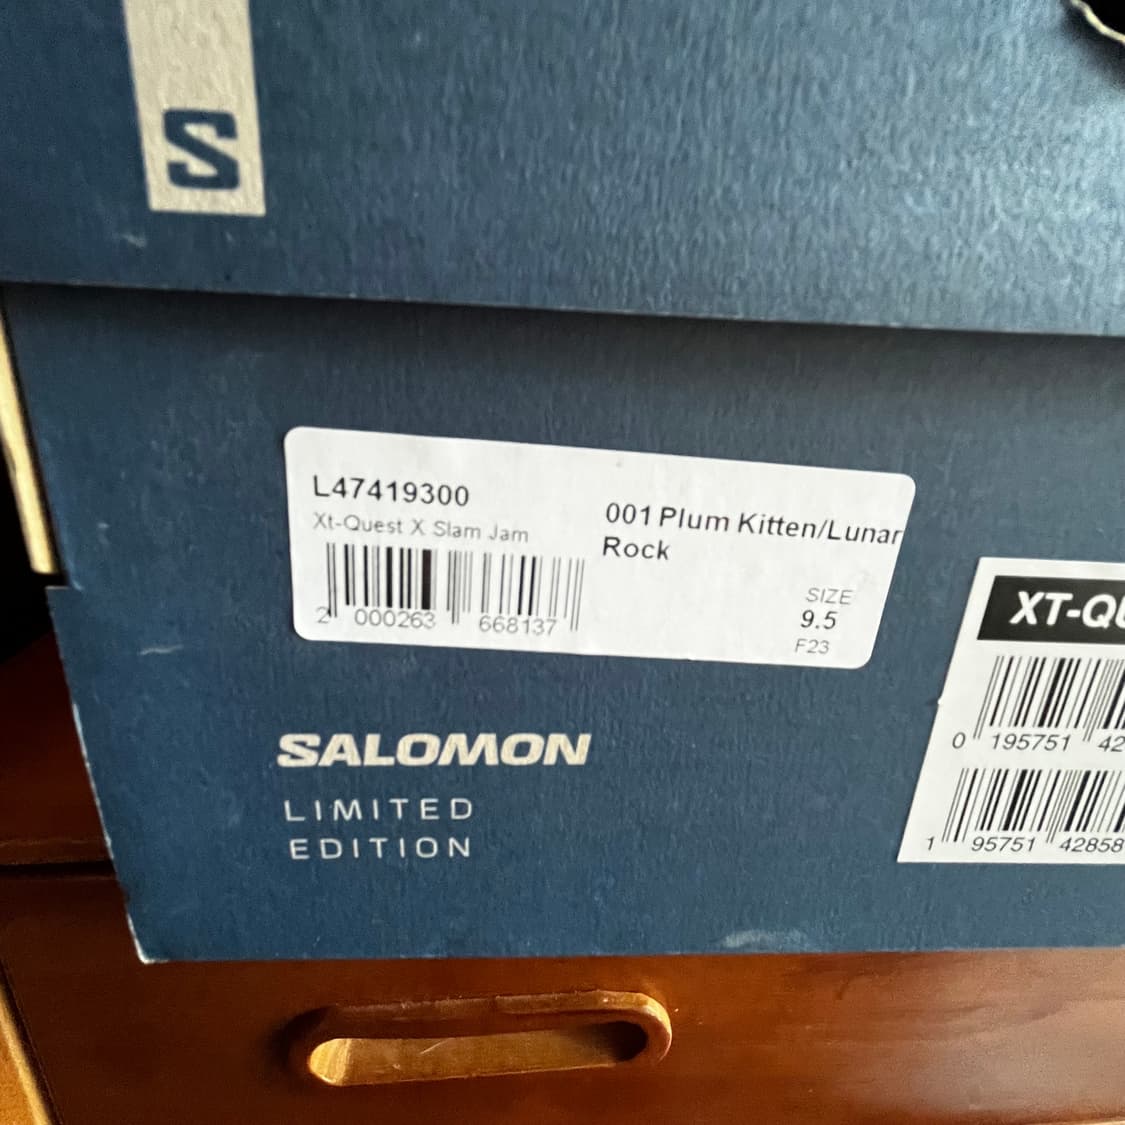 S
L47419300
Xt-Quest X Slam Jam
001 Plum Kitten/Lunar
Rock
2 000263 668137
SIZE
9.5
F23
SALOMON
LIMITED
EDITION
XT-QU
0 195751 42
1 95751 42858